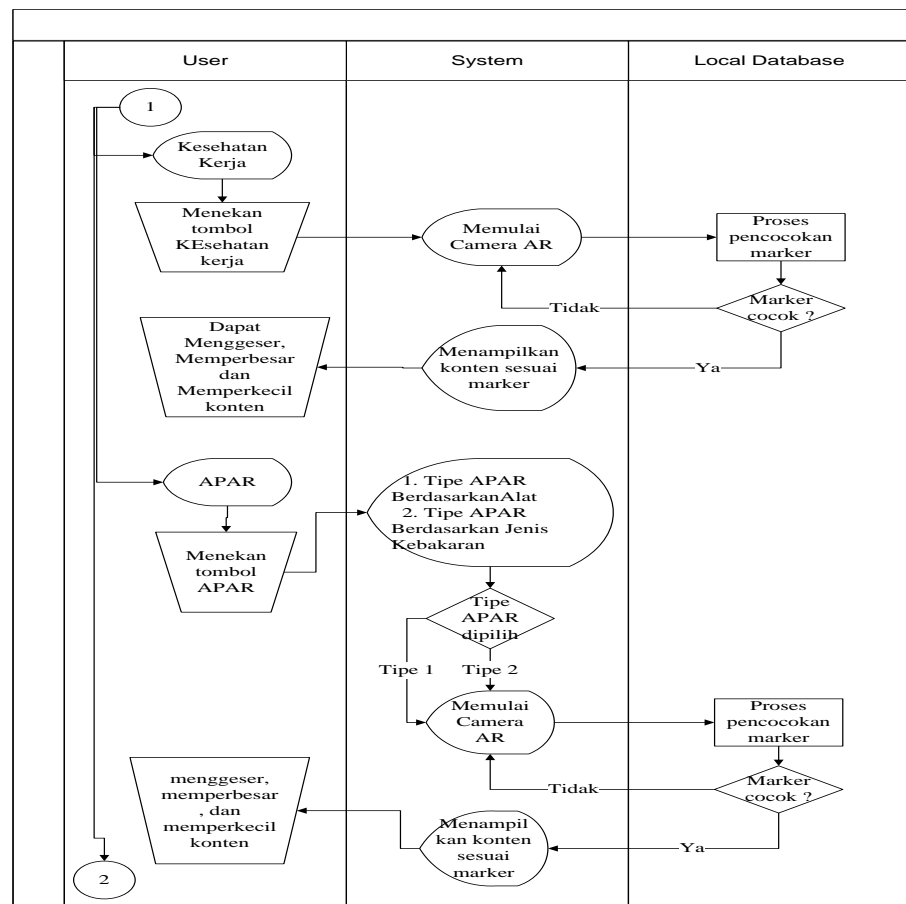 User
System
Local Database
1
Kesehatan
Kerja
Menekan
tombol
KEsehatan
kerja
Memulai
Camera AR
Proses
pencocokan
marker
Marker
cocok ?
Tidak
Ya
Menampilkan
konten sesuai
marker
Dapat
Menggeser,
Memperbesar
dan
Memperkecil
konten
APAR
Menekan
tombol
APAR
1. Tipe APAR
BerdasarkanAlat
2. Tipe APAR
Berdasarkan Jenis
Kebakaran
Tipe
APAR
dipilih
Tipe 1
Tipe 2
Memulai
Camera
AR
Proses
pencocokan
marker
Marker
cocok ?
Tidak
Ya
Menampil
kan konten
sesuai
marker
menggeser,
memperbesar
, dan
memperkecil
konten
2